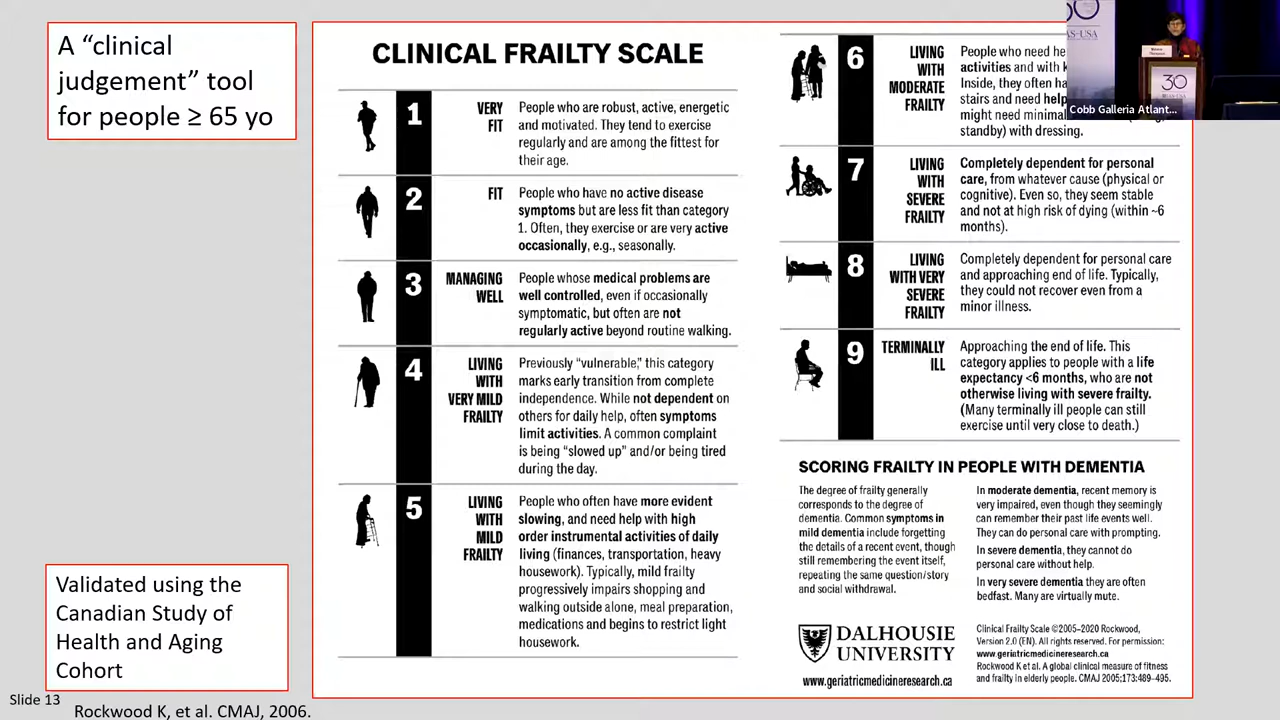 A “clinical
judgement” tool
for people ≥ 65 yo
CLINICAL FRAILTY SCALE
1
VERY
FIT
People who are robust, active, energetic
and motivated. They tend to exercise
regularly and are among the fittest for
their age.
2
FIT
People who have no active disease
symptoms but are less fit than category
1. Often, they exercise or are very active
occasionally, e.g., seasonally.
3
MANAGING
WELL
People whose medical problems are
well controlled, even if occasionally
symptomatic, but often are not
regularly active beyond routine walking.
4
LIVING
WITH
VERY MILD
FRAILTY
Previously “vulnerable,” this category
marks early transition from complete
independence. While not dependent on
others for daily help, often symptoms
limit activities. A common complaint
is being “slowed up” and/or being tired
during the day.
5
LIVING
WITH
MILD
FRAILTY
People who often have more evident
slowing, and need help with high
order instrumental activities of daily
living (finances, transportation, heavy
housework). Typically, mild frailty
progressively impairs shopping and
walking outside alone, meal preparation,
medications and begins to restrict light
housework.
6
LIVING
WITH
MODERATE
FRAILTY
People who need he
activities and with k
Inside, they often ha
stairs and need help
might need minimal
standby) with dressing.
7
LIVING
WITH
SEVERE
FRAILTY
Completely dependent for personal
care, from whatever cause (physical or
cognitive). Even so, they seem stable
and not at high risk of dying (within ~6
months).
8
LIVING
WITH VERY
SEVERE
FRAILTY
Completely dependent for personal care
and approaching end of life. Typically,
they could not recover even from a
minor illness.
9
TERMINALLY
ILL
Approaching the end of life. This
category applies to people with a life
expectancy <6 months, who are not
otherwise living with severe frailty.
(Many terminally ill people can still
exercise until very close to death.)
SCORING FRAILTY IN PEOPLE WITH DEMENTIA
The degree of frailty generally
corresponds to the degree of
dementia. Common symptoms in
mild dementia include forgetting
the details of a recent event, though
still remembering the event itself,
repeating the same question/story
and social withdrawal.
In moderate dementia, recent memory is
very impaired, even though they seemingly
can remember their past life events well.
They can do personal care with prompting.
In severe dementia, they cannot do
personal care without help.
In very severe dementia they are often
bedfast. Many are virtually mute.
DALHOUSIE
UNIVERSITY
www.geriatricmedicineresearch.ca
Clinical Frailty Scale ©2005–2020 Rockwood,
Version 2.0 (EN). All rights reserved. For permission:
www.geriatricmedicineresearch.ca
Rockwood K et al. A global clinical measure of fitness
and frailty in elderly people. CMAJ 2005;173:489–495.
30
Cobb Galleria Atlant...
Validated using the
Canadian Study of
Health and Aging
Cohort
Slide 13
Rockwood K, et al. CMAJ, 2006.